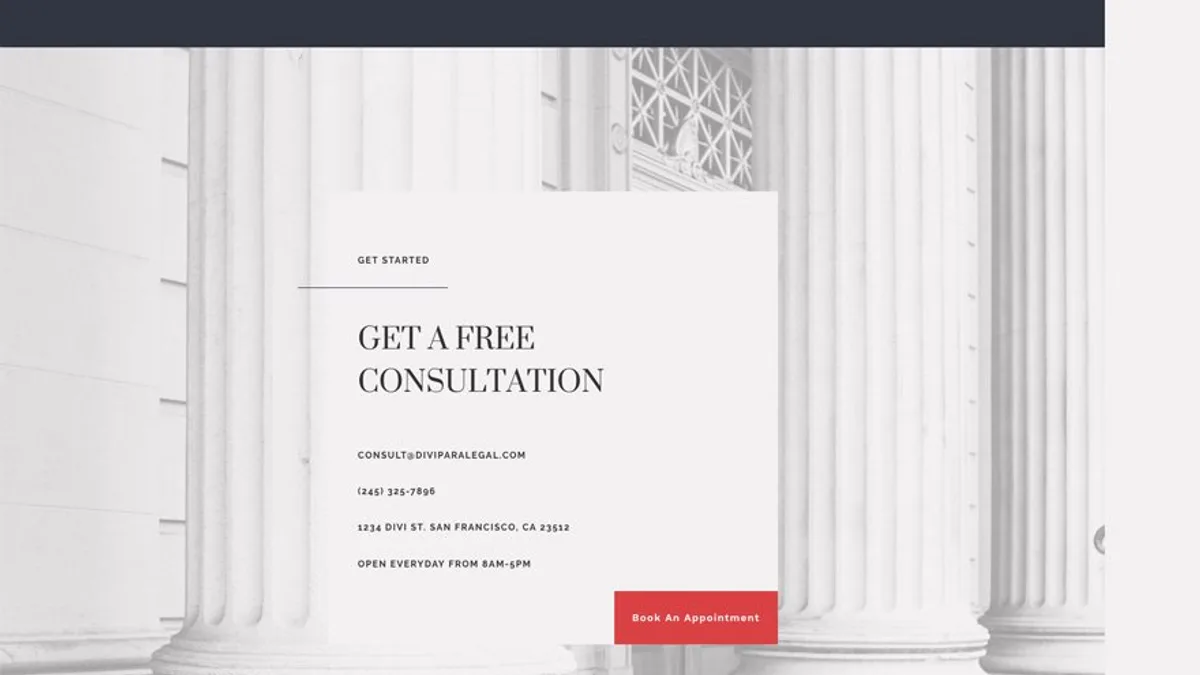 GET STARTED
GET A FREE
CONSULTATION
CONSULT@DIVIPARALEGAL.COM
(245) 325-7896
1234 DIVI ST. SAN FRANCISCO, CA 23512
OPEN EVERYDAY FROM 8AM-5PM
Book An Appointment